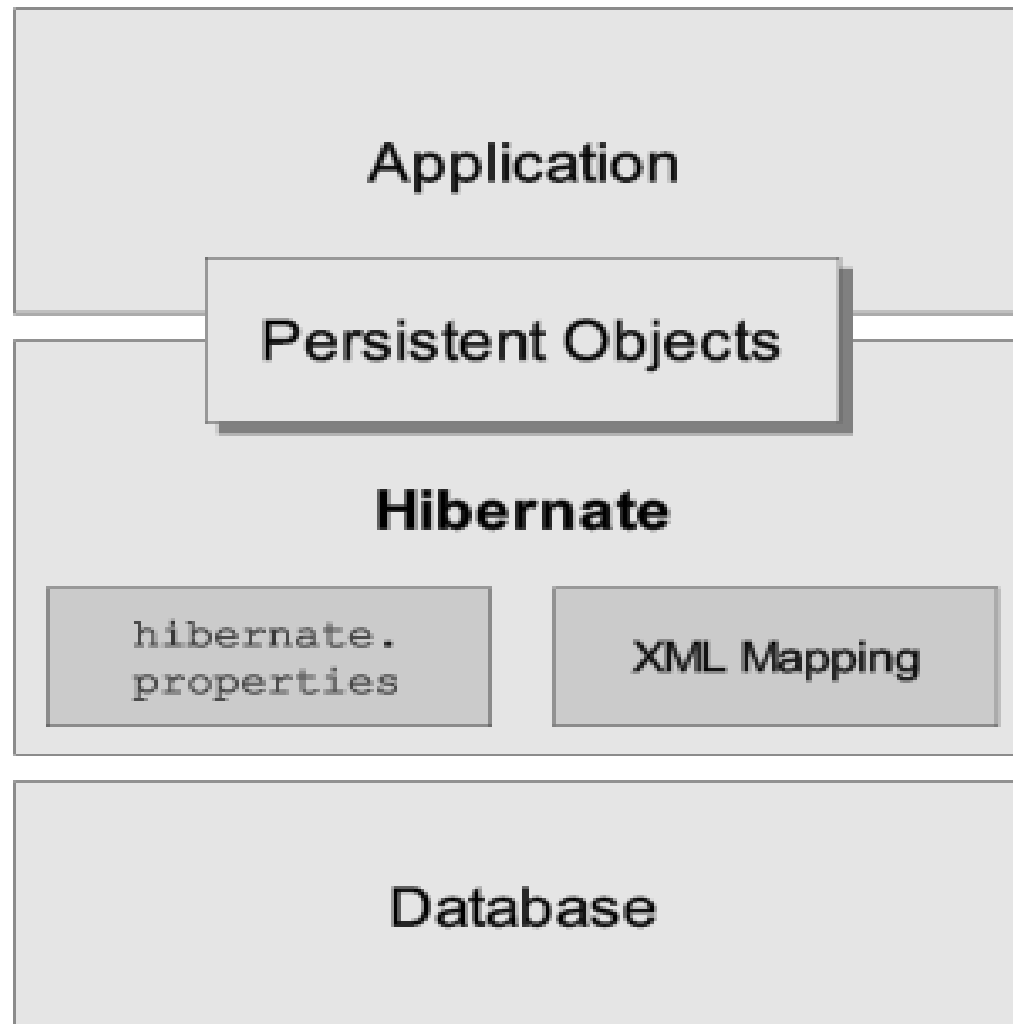 Application
Persistent Objects
Hibernate
hibernate.
properties
XML Mapping
Database